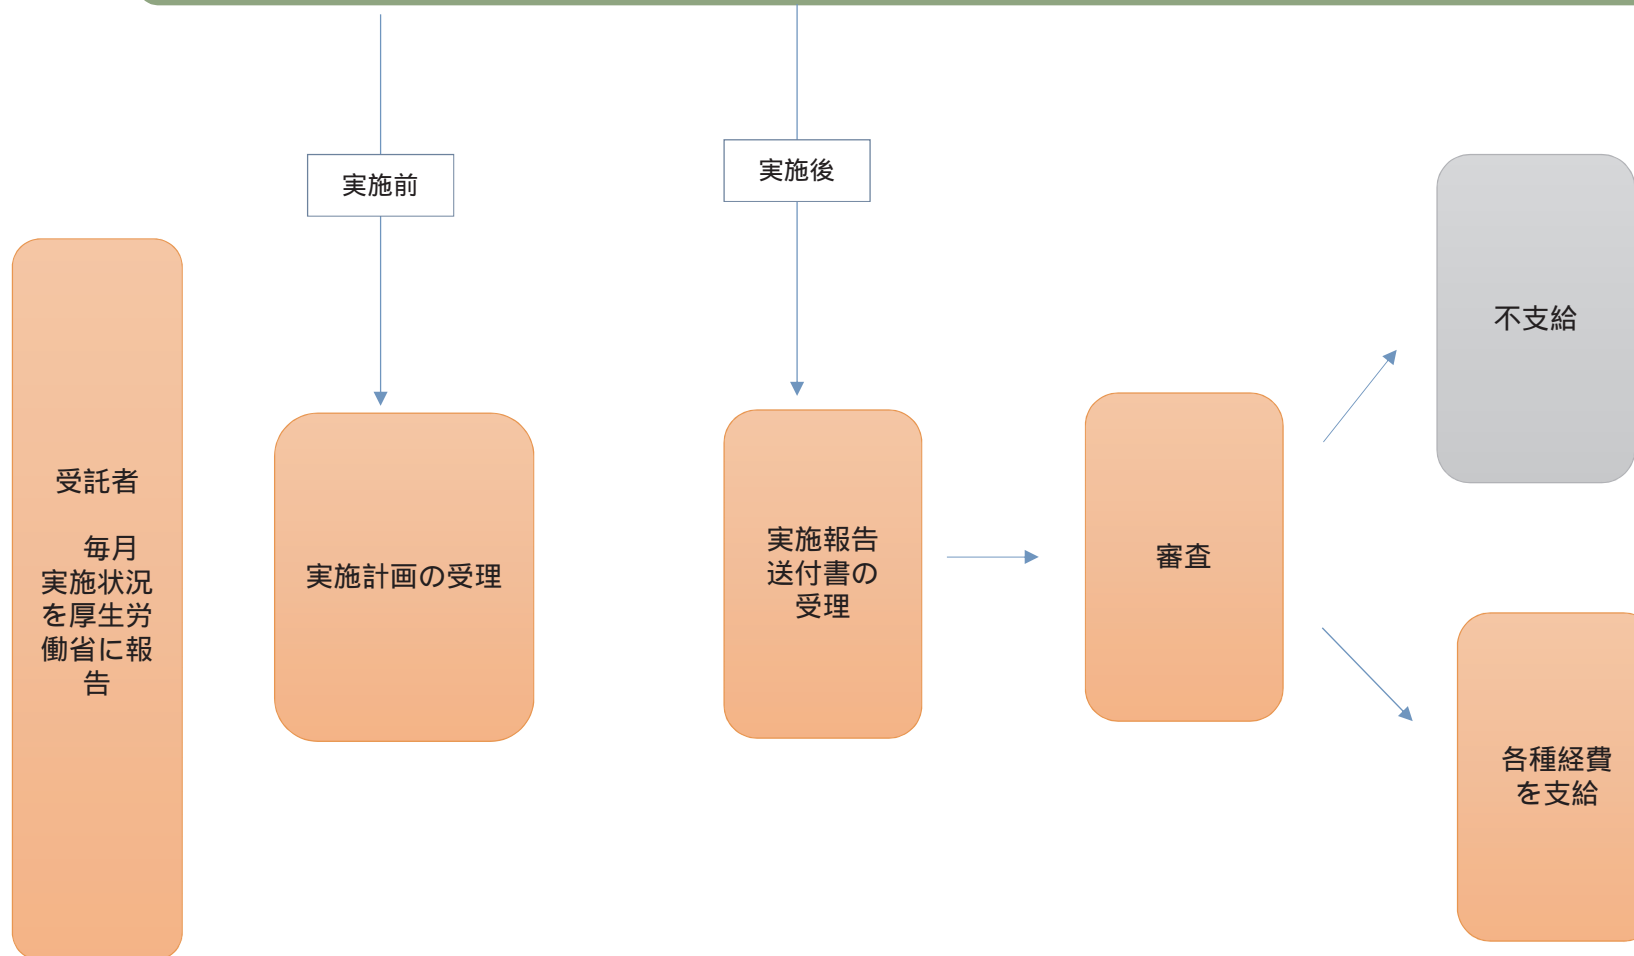 実施前
実施後
受託者
毎月
実施状況
を厚生労
働省に報
告
実施計画の受理
実施報告
送付書の
受理
審査
不支給
各種経費
を支給